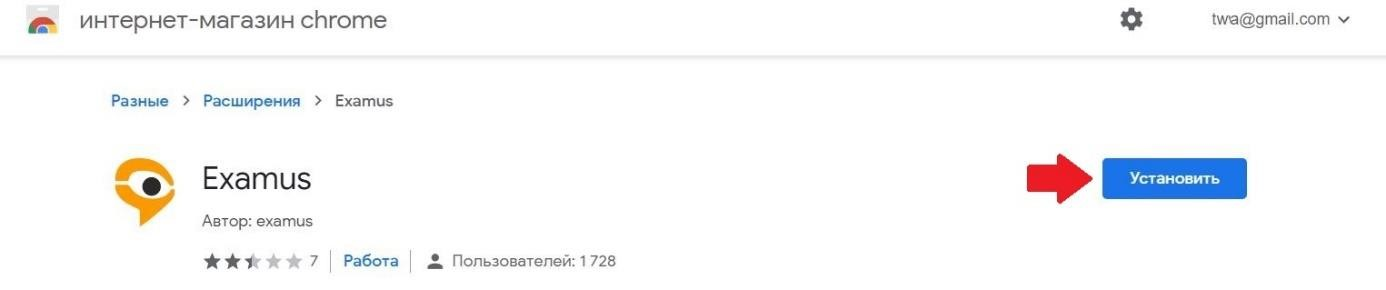 интернет-магазин chrome
twa@gmail.com
Разные > Расширения > Examus
Examus
Установить
Автор: examus
7 Работа Пользователей: 1 728